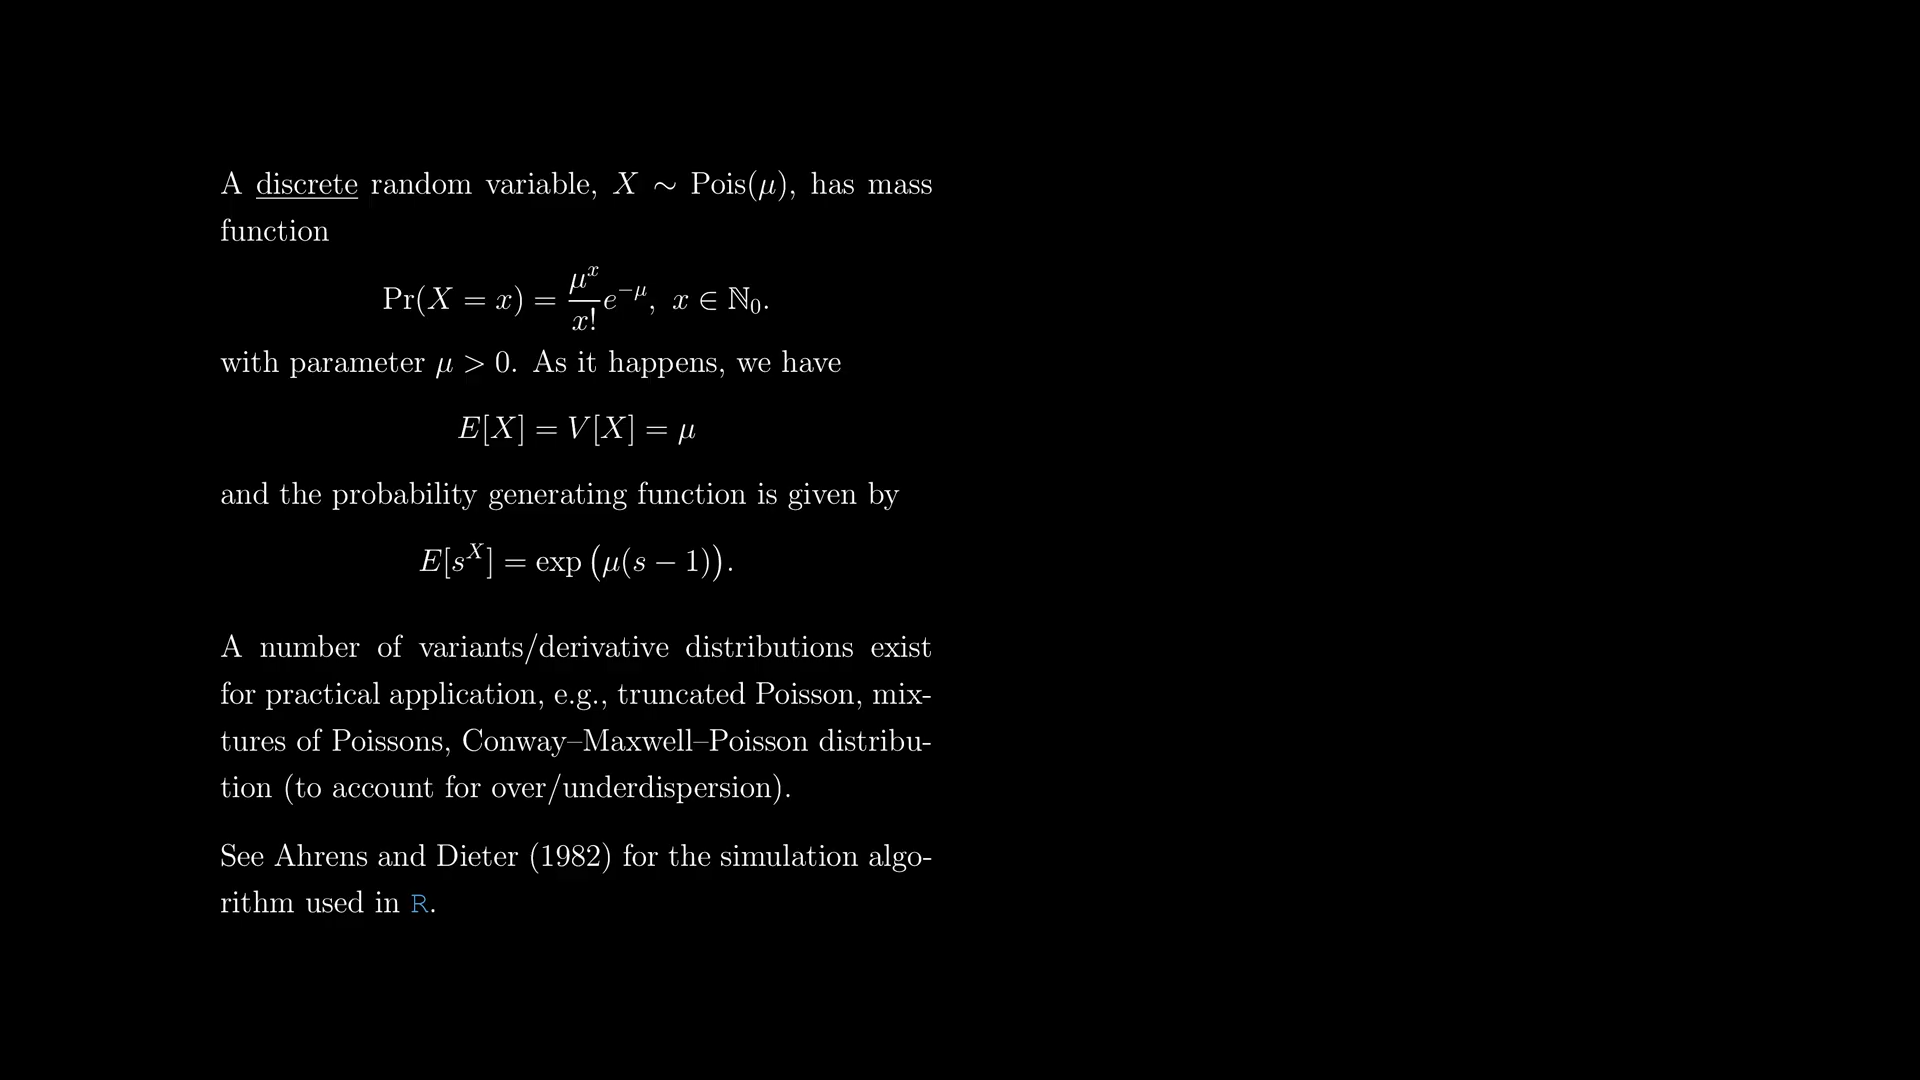 A discrete random variable, X ∼ Pois(μ), has mass
function
Pr(X = x) = μ^x/x! e^{−μ}, x ∈ ℕ₀.
with parameter μ > 0. As it happens, we have
E[X] = V[X] = μ
and the probability generating function is given by
E[s^X] = exp (μ(s − 1)).
A number of variants/derivative distributions exist
for practical application, e.g., truncated Poisson, mix-
tures of Poissons, Conway–Maxwell–Poisson distribu-
tion (to account for over/underdispersion).
See Ahrens and Dieter (1982) for the simulation algo-
rithm used in R.